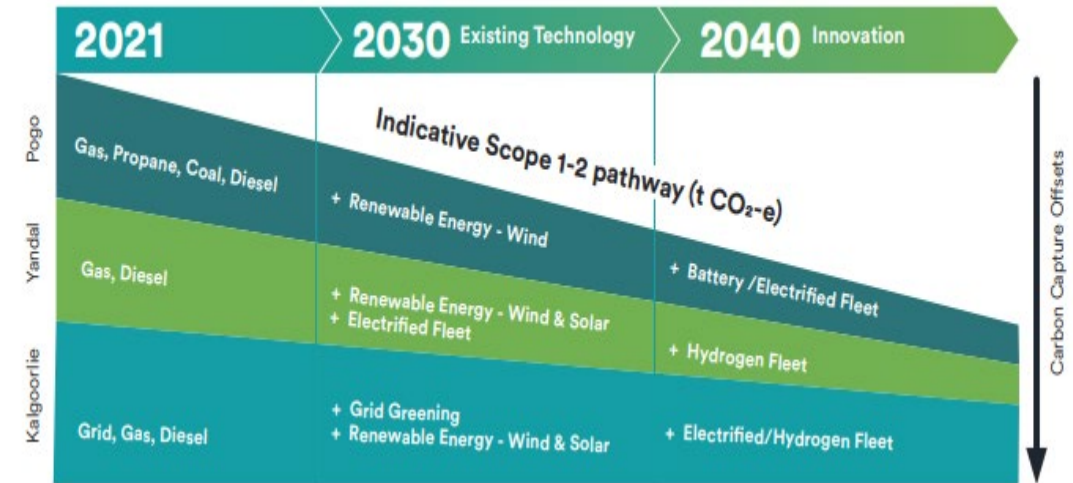 2021
2030 Existing Technology
2040 Innovation
Indicative Scope 1-2 pathway (t CO₂-e)
Pogo
Gas, Propane, Coal, Diesel
+ Renewable Energy - Wind
+ Battery /Electrified Fleet
Yandal
Gas, Diesel
+ Renewable Energy - Wind & Solar
+ Electrified Fleet
+ Hydrogen Fleet
Kalgoorlie
Grid, Gas, Diesel
+ Grid Greening
+ Renewable Energy - Wind & Solar
+ Electrified/Hydrogen Fleet
Carbon Capture Offsets